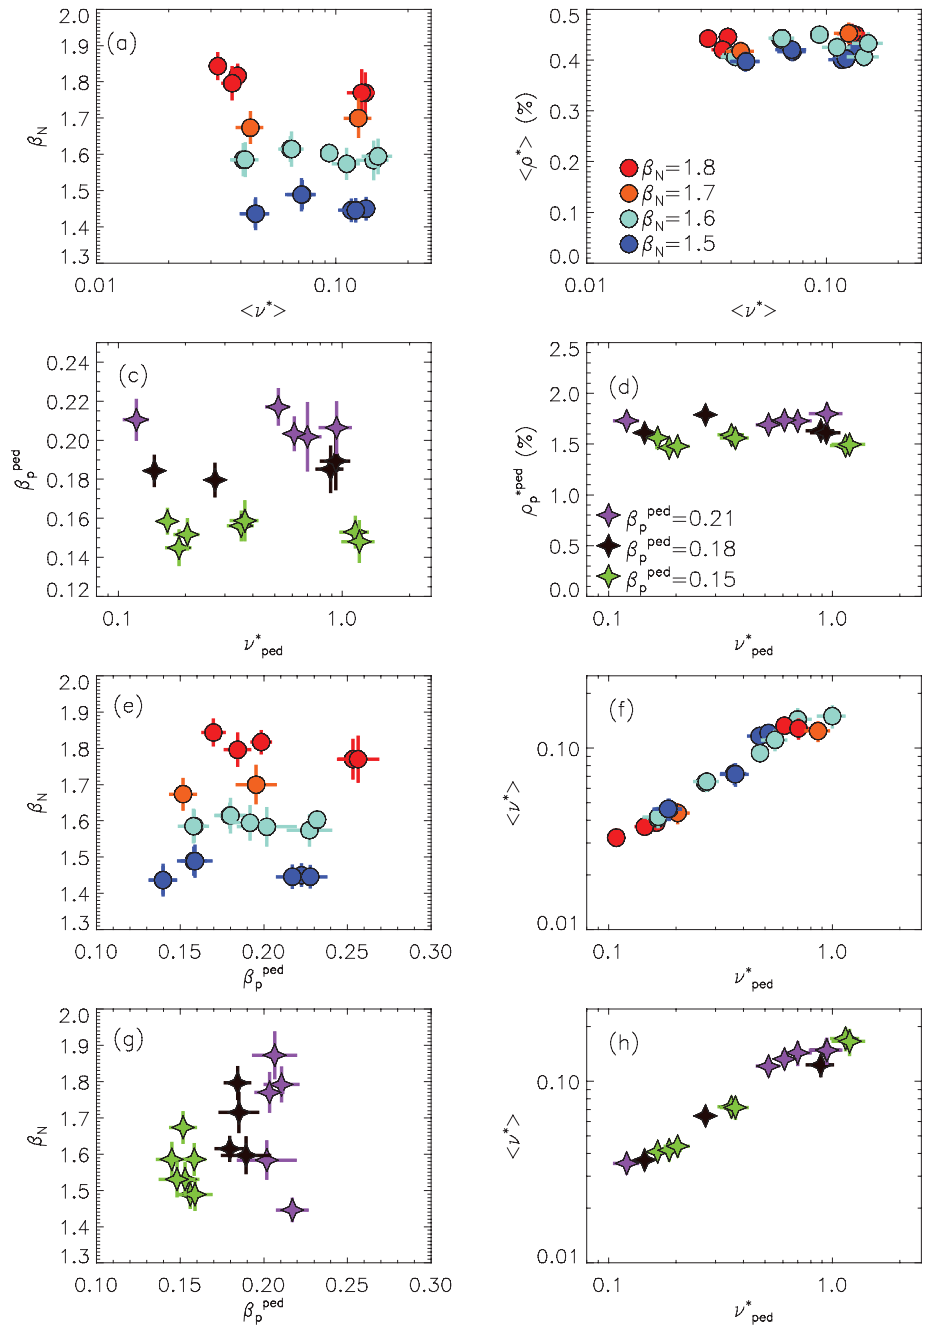 2.0
1.9
1.8
1.7
1.6
1.5
1.4
1.3
β_N
(a)
0.01
0.10
<ν*>
0.5
0.4
0.3
0.2
0.1
0.0
<ρ*> (%)
β_N=1.8
β_N=1.7
β_N=1.6
β_N=1.5
0.01
0.10
<ν*>
0.24
0.22
0.20
0.18
0.16
0.14
0.12
β_p^ped
(c)
0.1
1.0
ν*_ped
2.5
2.0
1.5
1.0
0.5
0.0
ρ_p^*ped (%)
(d)
β_p^ped=0.21
β_p^ped=0.18
β_p^ped=0.15
0.1
1.0
ν*_ped
2.0
1.9
1.8
1.7
1.6
1.5
1.4
1.3
β_N
(e)
0.10
0.15
0.20
0.25
0.30
β_p^ped
0.10
0.01
<ν*>
(f)
0.1
1.0
ν*_ped
2.0
1.9
1.8
1.7
1.6
1.5
1.4
1.3
β_N
(g)
0.10
0.15
0.20
0.25
0.30
β_p^ped
0.10
0.01
<ν*>
(h)
0.1
1.0
ν*_ped